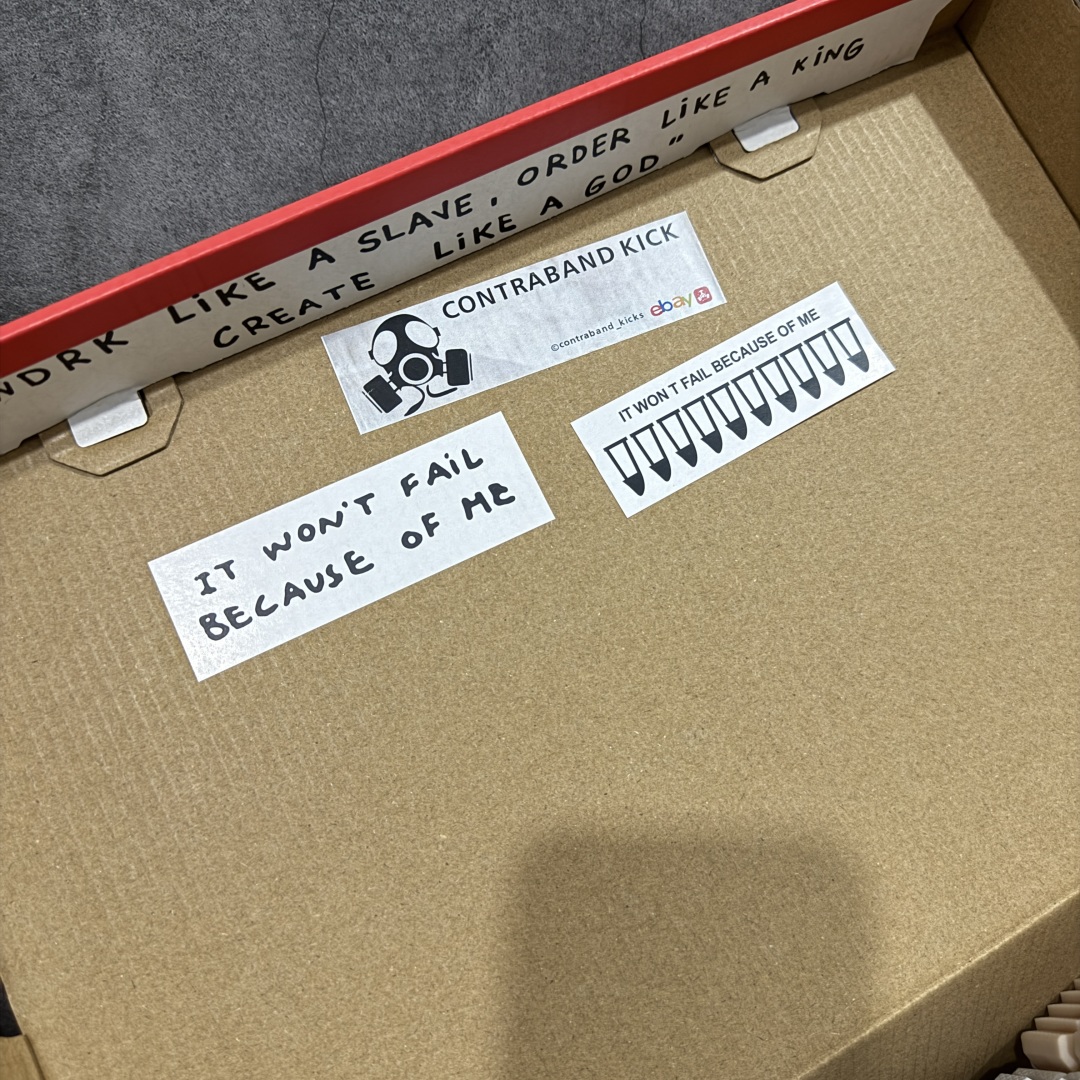 WORK LiKE A SLAVE, ORDER LiKE A KiNG
CREATE LiKE A GOD"
CONTRABAND KICK
©contraband_kicks ebay
IT WON T FAIL BECAUSE OF ME
IT WON'T FAiL
BECAUSE OF ME